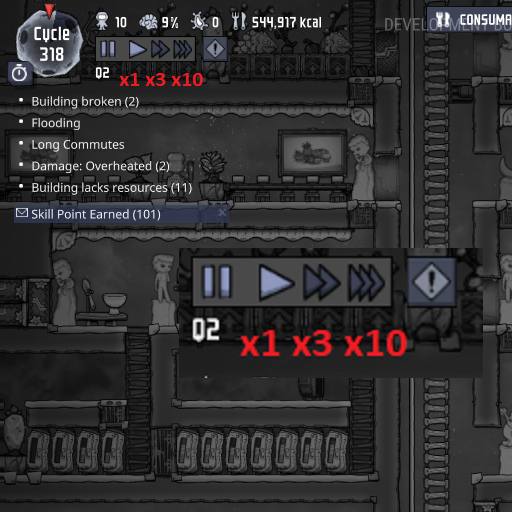 Cycle
318
10 9% 0 544,917 kcal
DEVELOPMENT BU
CONSUMA
Q2
x1 x3 x10
• Building broken (2)
• Flooding
• Long Commutes
• Damage: Overheated (2)
• Building lacks resources (11)
Skill Point Earned (101)
Q2
x1 x3 x10